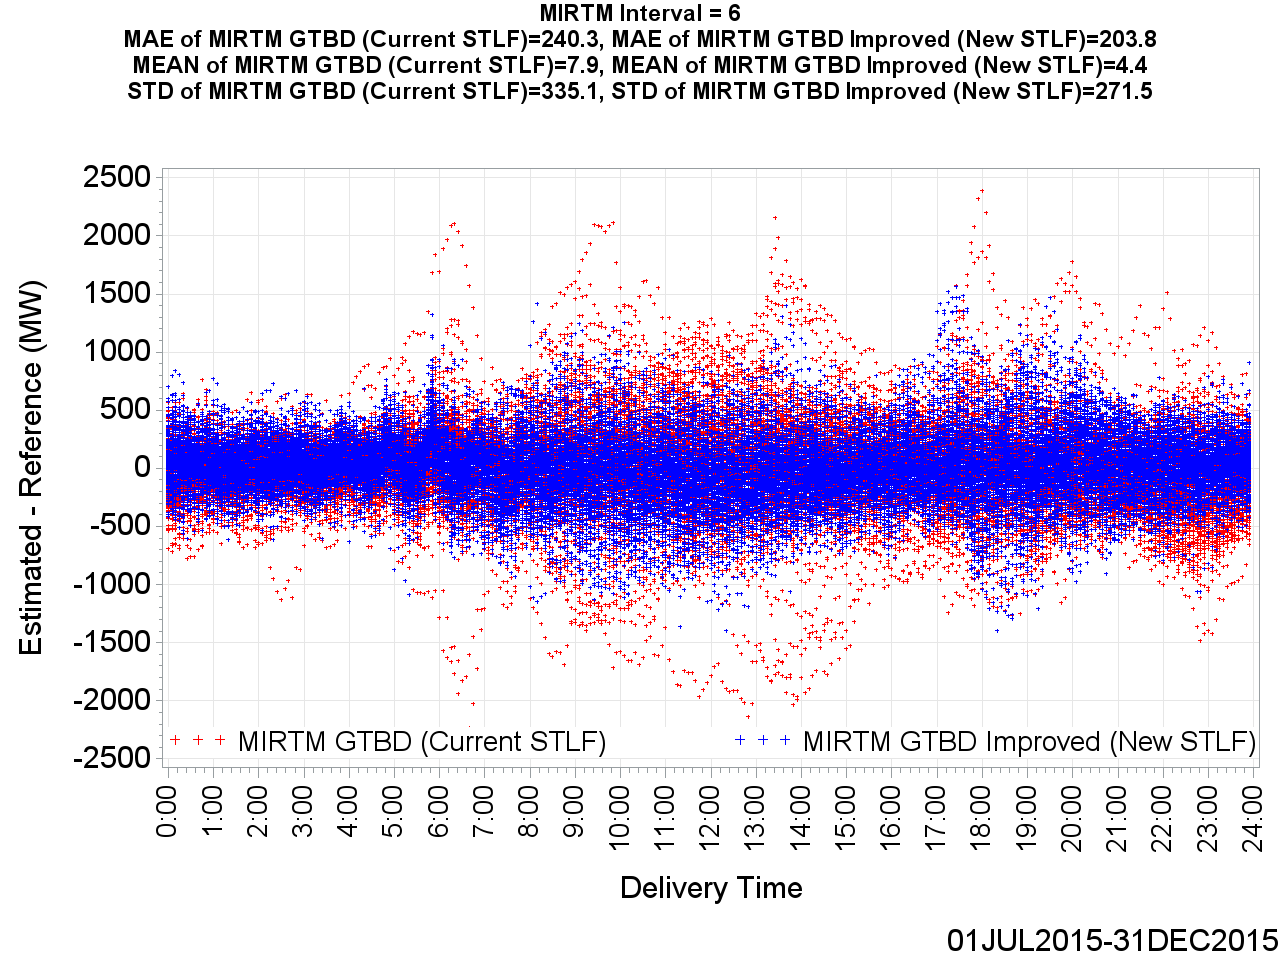 MIRTM Interval = 6
MAE of MIRTM GTBD (Current STLF)=240.3, MAE of MIRTM GTBD Improved (New STLF)=203.8
MEAN of MIRTM GTBD (Current STLF)=7.9, MEAN of MIRTM GTBD Improved (New STLF)=4.4
STD of MIRTM GTBD (Current STLF)=335.1, STD of MIRTM GTBD Improved (New STLF)=271.5
Estimated - Reference (MW)
2500
2000
1500
1000
500
0
-500
-1000
-1500
-2000
-2500
MIRTM GTBD (Current STLF) MIRTM GTBD Improved (New STLF)
0:00 1:00 2:00 3:00 4:00 5:00 6:00 7:00 8:00 9:00 10:00 11:00 12:00 13:00 14:00 15:00 16:00 17:00 18:00 19:00 20:00 21:00 22:00 23:00 24:00
Delivery Time
01JUL2015-31DEC2015